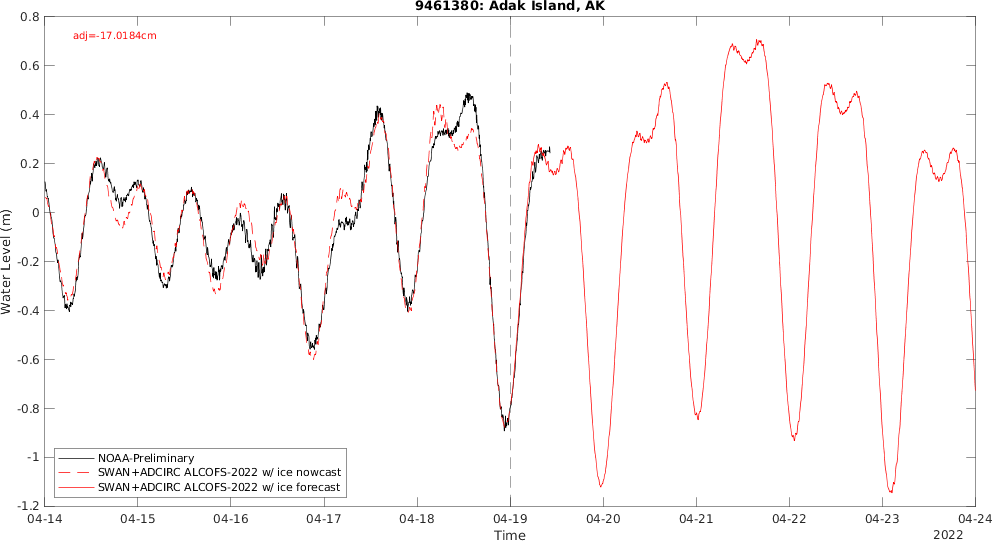 9461380: Adak Island, AK
adj=-17.0184cm
Water Level (m)
0.8
0.6
0.4
0.2
0
-0.2
-0.4
-0.6
-0.8
-1
-1.2
NOAA-Preliminary
SWAN+ADCIRC ALCOFS-2022 w/ ice nowcast
SWAN+ADCIRC ALCOFS-2022 w/ ice forecast
04-14 04-15 04-16 04-17 04-18 04-19 04-20 04-21 04-22 04-23 04-24
Time
2022